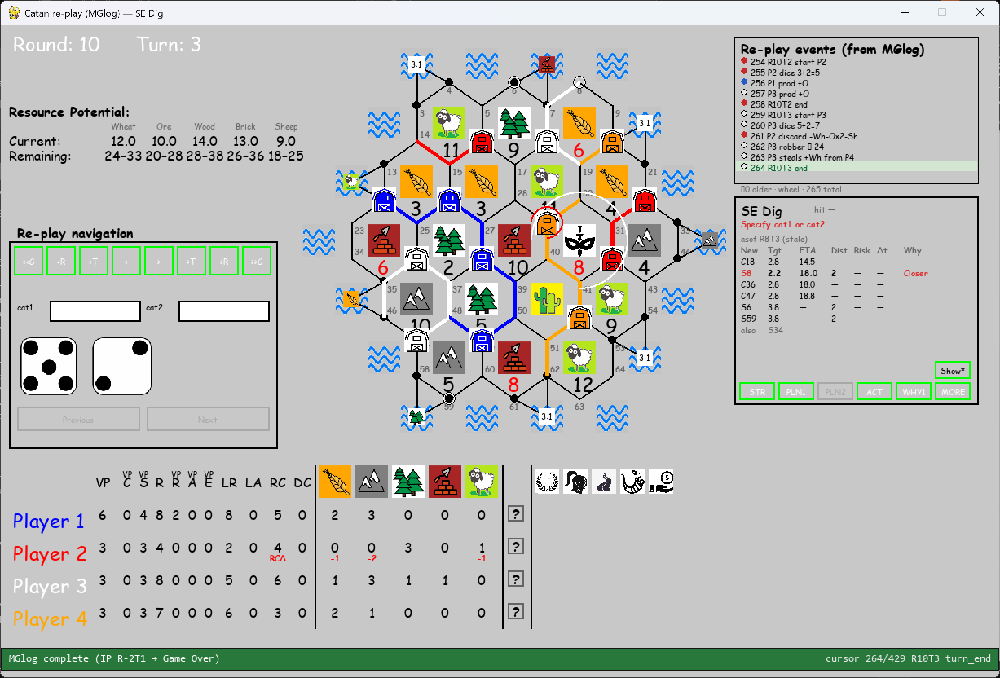 Catan re-play (MGlog) — SE Dig
Round: 10 Turn: 3
Resource Potential:
Wheat Ore Wood Brick Sheep
Current: 12.0 10.0 14.0 13.0 9.0
Remaining: 24-33 20-28 28-38 26-36 18-25
Re-play navigation
<<G <R <T < > >T >R >>G
cat1 cat2
Previous Next
3:1
4 6 8
3 5 7 9
3:1
14
11 9 6
13 15 17 19 21
28 30
3 3 11 4
23 25 27 31 33
34 40 44
6 2 10 8 4
35 37 39 41 43
46 48 50 54
10 5 9
51 53
3:1
58 60 62 64
5 8 12
59 61 63
3:1
Re-play events (from MGlog)
254 R10T2 start P2
255 P2 dice 3+2=5
256 P1 prod +O
257 P3 prod +O
258 R10T2 end
259 R10T3 start P3
260 P3 dice 5+2=7
261 P2 discard -Wh-O×2-Sh
262 P3 robber ▯ 24
263 P3 steals +Wh from P4
264 R10T3 end
▯0 older · wheel · 265 total
SE Dig hit —
Specify cat1 or cat2
asof R8T3 (stale)
New Tgt ETA Dist Risk Δt Why
C18 2.8 14.5 — — —
S8 2.2 18.0 2 — — Closer
C36 2.8 18.0 — — —
C47 2.8 18.8 — — —
S6 3.8 — 2 — —
S59 3.8 — 2 — —
also S34
Show*
STR PLN1 PLN2 ACT WHY1 MORE
VP VP VP VP VP
VP C S R R A E LR LA RC DC
Player 1 6 0 4 8 2 0 0 8 0 5 0 2 3 0 0 0 ?
Player 2 3 0 3 4 0 0 0 2 0 4 0 0 0 3 0 1 ?
RCΔ -1 -2 -1
Player 3 3 0 3 8 0 0 0 5 0 6 0 1 3 1 1 0 ?
Player 4 3 0 3 7 0 0 0 6 0 3 0 2 1 0 0 0 ?
MGlog complete (IP R-2T1 → Game Over) cursor 264/429 R10T3 turn_end